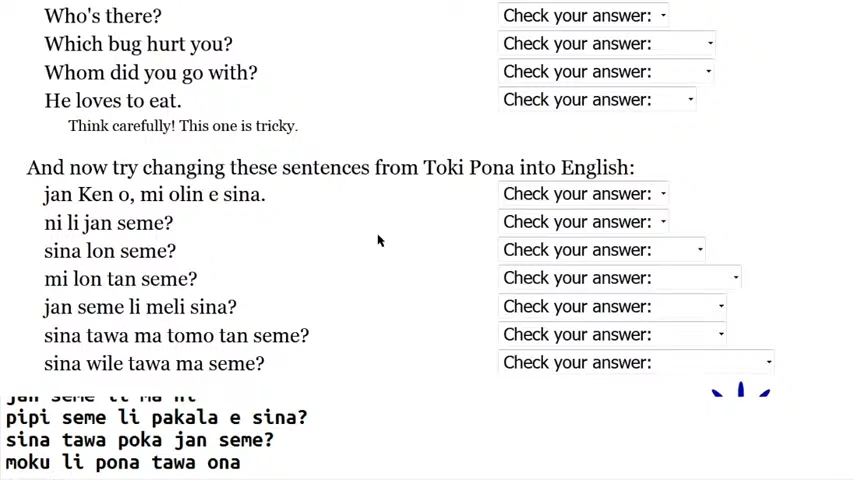 Who's there? Check your answer:
Which bug hurt you? Check your answer:
Whom did you go with? Check your answer:
He loves to eat. Check your answer:
Think carefully! This one is tricky.
And now try changing these sentences from Toki Pona into English:
jan Ken o, mi olin e sina. Check your answer:
ni li jan seme? Check your answer:
sina lon seme? Check your answer:
mi lon tan seme? Check your answer:
jan seme li meli sina? Check your answer:
sina tawa ma tomo tan seme? Check your answer:
sina wile tawa ma seme? Check your answer:
jan seme li
pipi seme li pakala e sina?
sina tawa poka jan seme?
moku li pona tawa ona